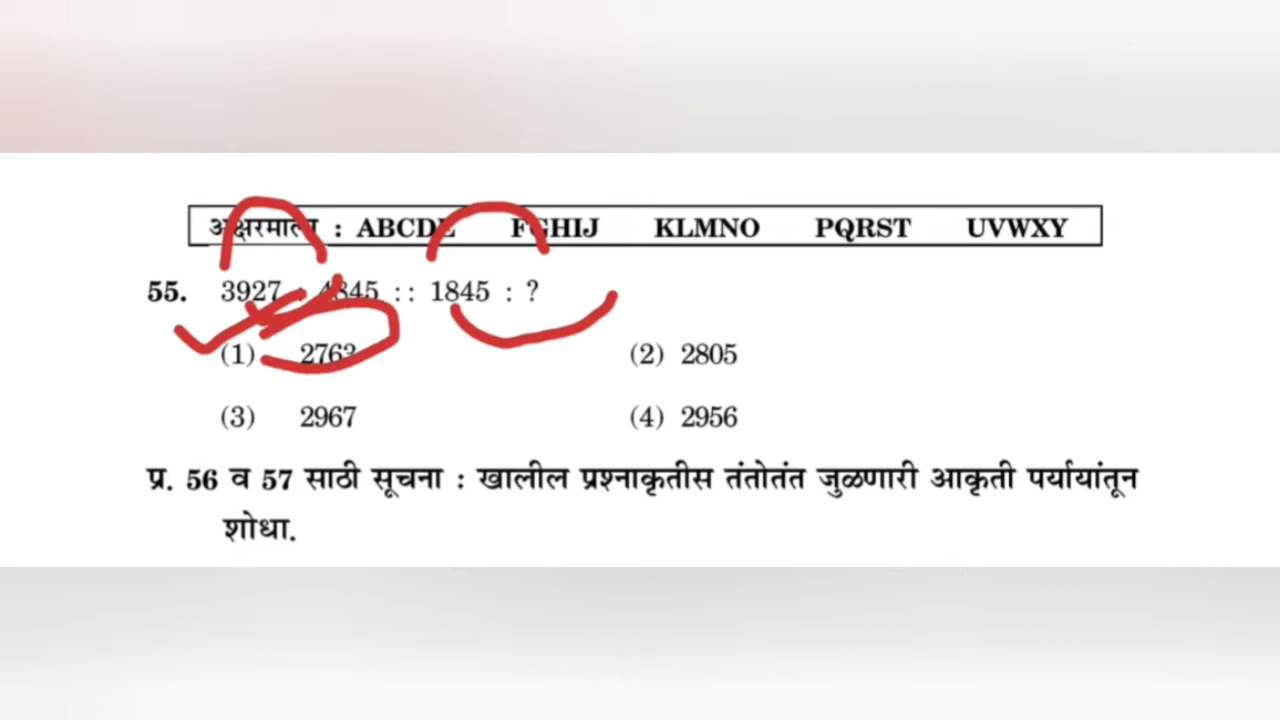 अक्षरमाला : ABCDE FGHIJ KLMNO PQRST UVWXY
55. 3927 : 4845 :: 1845 : ?
(1) 2763 (2) 2805
(3) 2967 (4) 2956
प्र. 56 व 57 साठी सूचना : खालील प्रश्नाकृतीस तंतोतंत जुळणारी आकृती पर्यायांतून
शोधा.